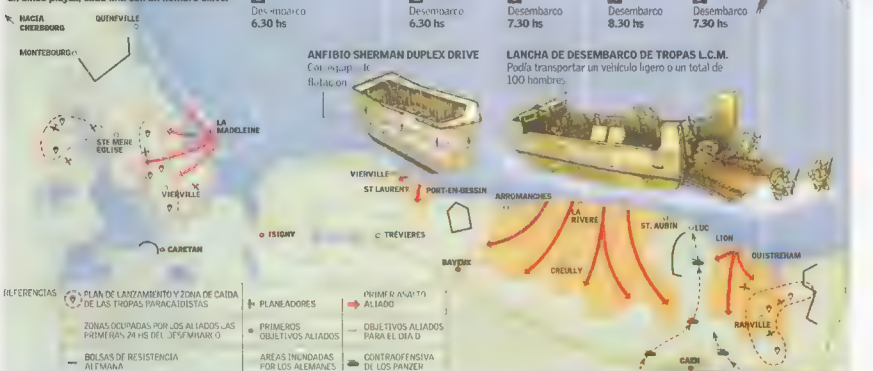 Desembarco
6.30 hs
Desembarco
6.30 hs
Desembarco
7.30 hs
Desembarco
8.30 hs
Desembarco
7.30 hs
HACIA
CHERBOURG
QUINEVILLE
MONTEBOURG
ANFIBIO SHERMAN DUPLEX DRIVE
flotacion
LANCHA DE DESEMBARCO DE TROPAS L.C.M.
Podía transportar un vehículo ligero o un total de
100 hombres.
LA
MADELEINE
STE MERE
EGLISE
VIERVILLE
VIERVILLE
ST LAURENT
PORT-EN-BESSIN
ARROMANCHES
LA
RIVERE
ST. AUBIN
LUC
LION
OUISTREHAM
CARETAN
ISIGNY
TRÉVIERES
BAYEUX
CREULLY
RANVILLE
CAEN
REFERENCIAS
PLAN DE LANZAMIENTO Y ZONA DE CAIDA
DE LAS TROPAS PARACAIDISTAS
ZONAS OCUPADAS POR LOS ALIADOS LAS
PRIMERAS 24 HS DEL DESEMBARCO
BOLSAS DE RESISTENCIA
ALEMANA
PLANEADORES
PRIMEROS
OBJETIVOS ALIADOS
AREAS INUNDADAS
POR LOS ALEMANES
PRIMER ASALTO
ALIADO
OBJETIVOS ALIADOS
PARA EL DIA D
CONTRAOFENSIVA
DE LOS PANZER